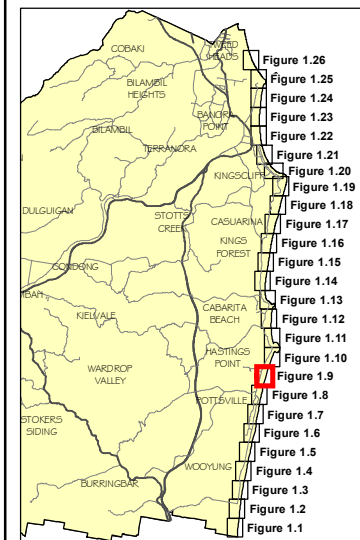 TWEED
HEADS
COBAKI
Figure 1.26
Figure 1.25
BILAMBIL
HEIGHTS
Figure 1.24
BANORA
POINT
Figure 1.23
BILAMBIL
Figure 1.22
TERRANORA
Figure 1.21
Figure 1.20
KINGSCLIFF
Figure 1.19
DULGUIGAN
Figure 1.18
STOTTS
CREEK
CASUARINA
Figure 1.17
KINGS
FOREST
Figure 1.16
Figure 1.15
CONDONG
Figure 1.14
MBAH
Figure 1.13
KIELVALE
CABARITA
BEACH
Figure 1.12
Figure 1.11
HASTINGS
POINT
Figure 1.10
WARDROP
VALLEY
Figure 1.9
POTTSVILLE
Figure 1.8
STOKERS
SIDING
Figure 1.7
Figure 1.6
Figure 1.5
WOOYUNG
Figure 1.4
BURRINGBAR
Figure 1.3
Figure 1.2
Figure 1.1